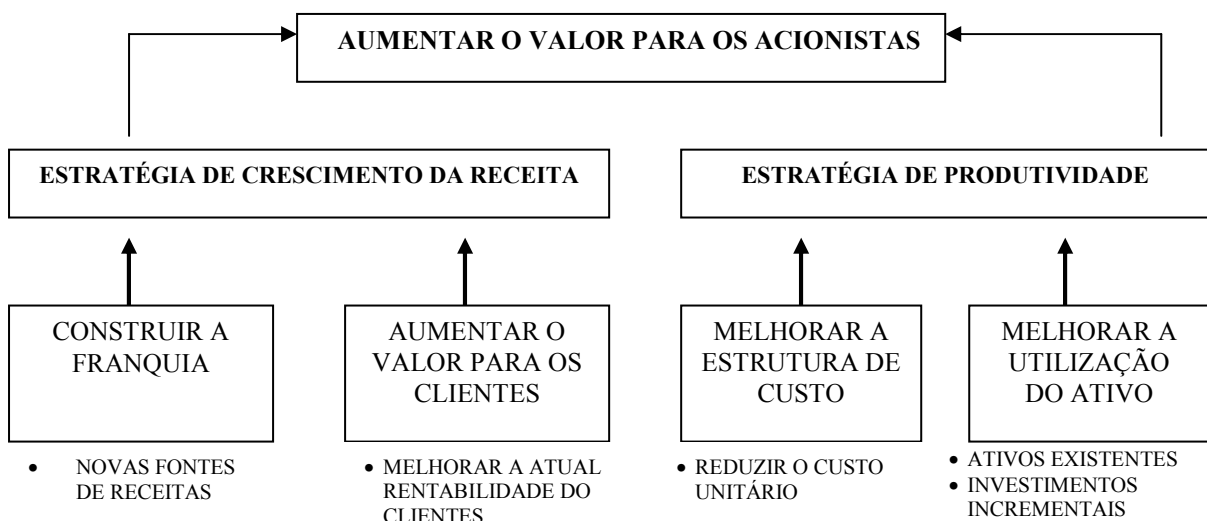 AUMENTAR O VALOR PARA OS ACIONISTAS
ESTRATÉGIA DE CRESCIMENTO DA RECEITA
ESTRATÉGIA DE PRODUTIVIDADE
CONSTRUIR A
FRANQUIA
AUMENTAR O
VALOR PARA OS
CLIENTES
MELHORAR A
ESTRUTURA DE
CUSTO
MELHORAR A
UTILIZAÇÃO
DO ATIVO
• NOVAS FONTES
DE RECEITAS
• MELHORAR A ATUAL
RENTABILIDADE DO
CLIENTES
• REDUZIR O CUSTO
UNITÁRIO
• ATIVOS EXISTENTES
• INVESTIMENTOS
INCREMENTAIS